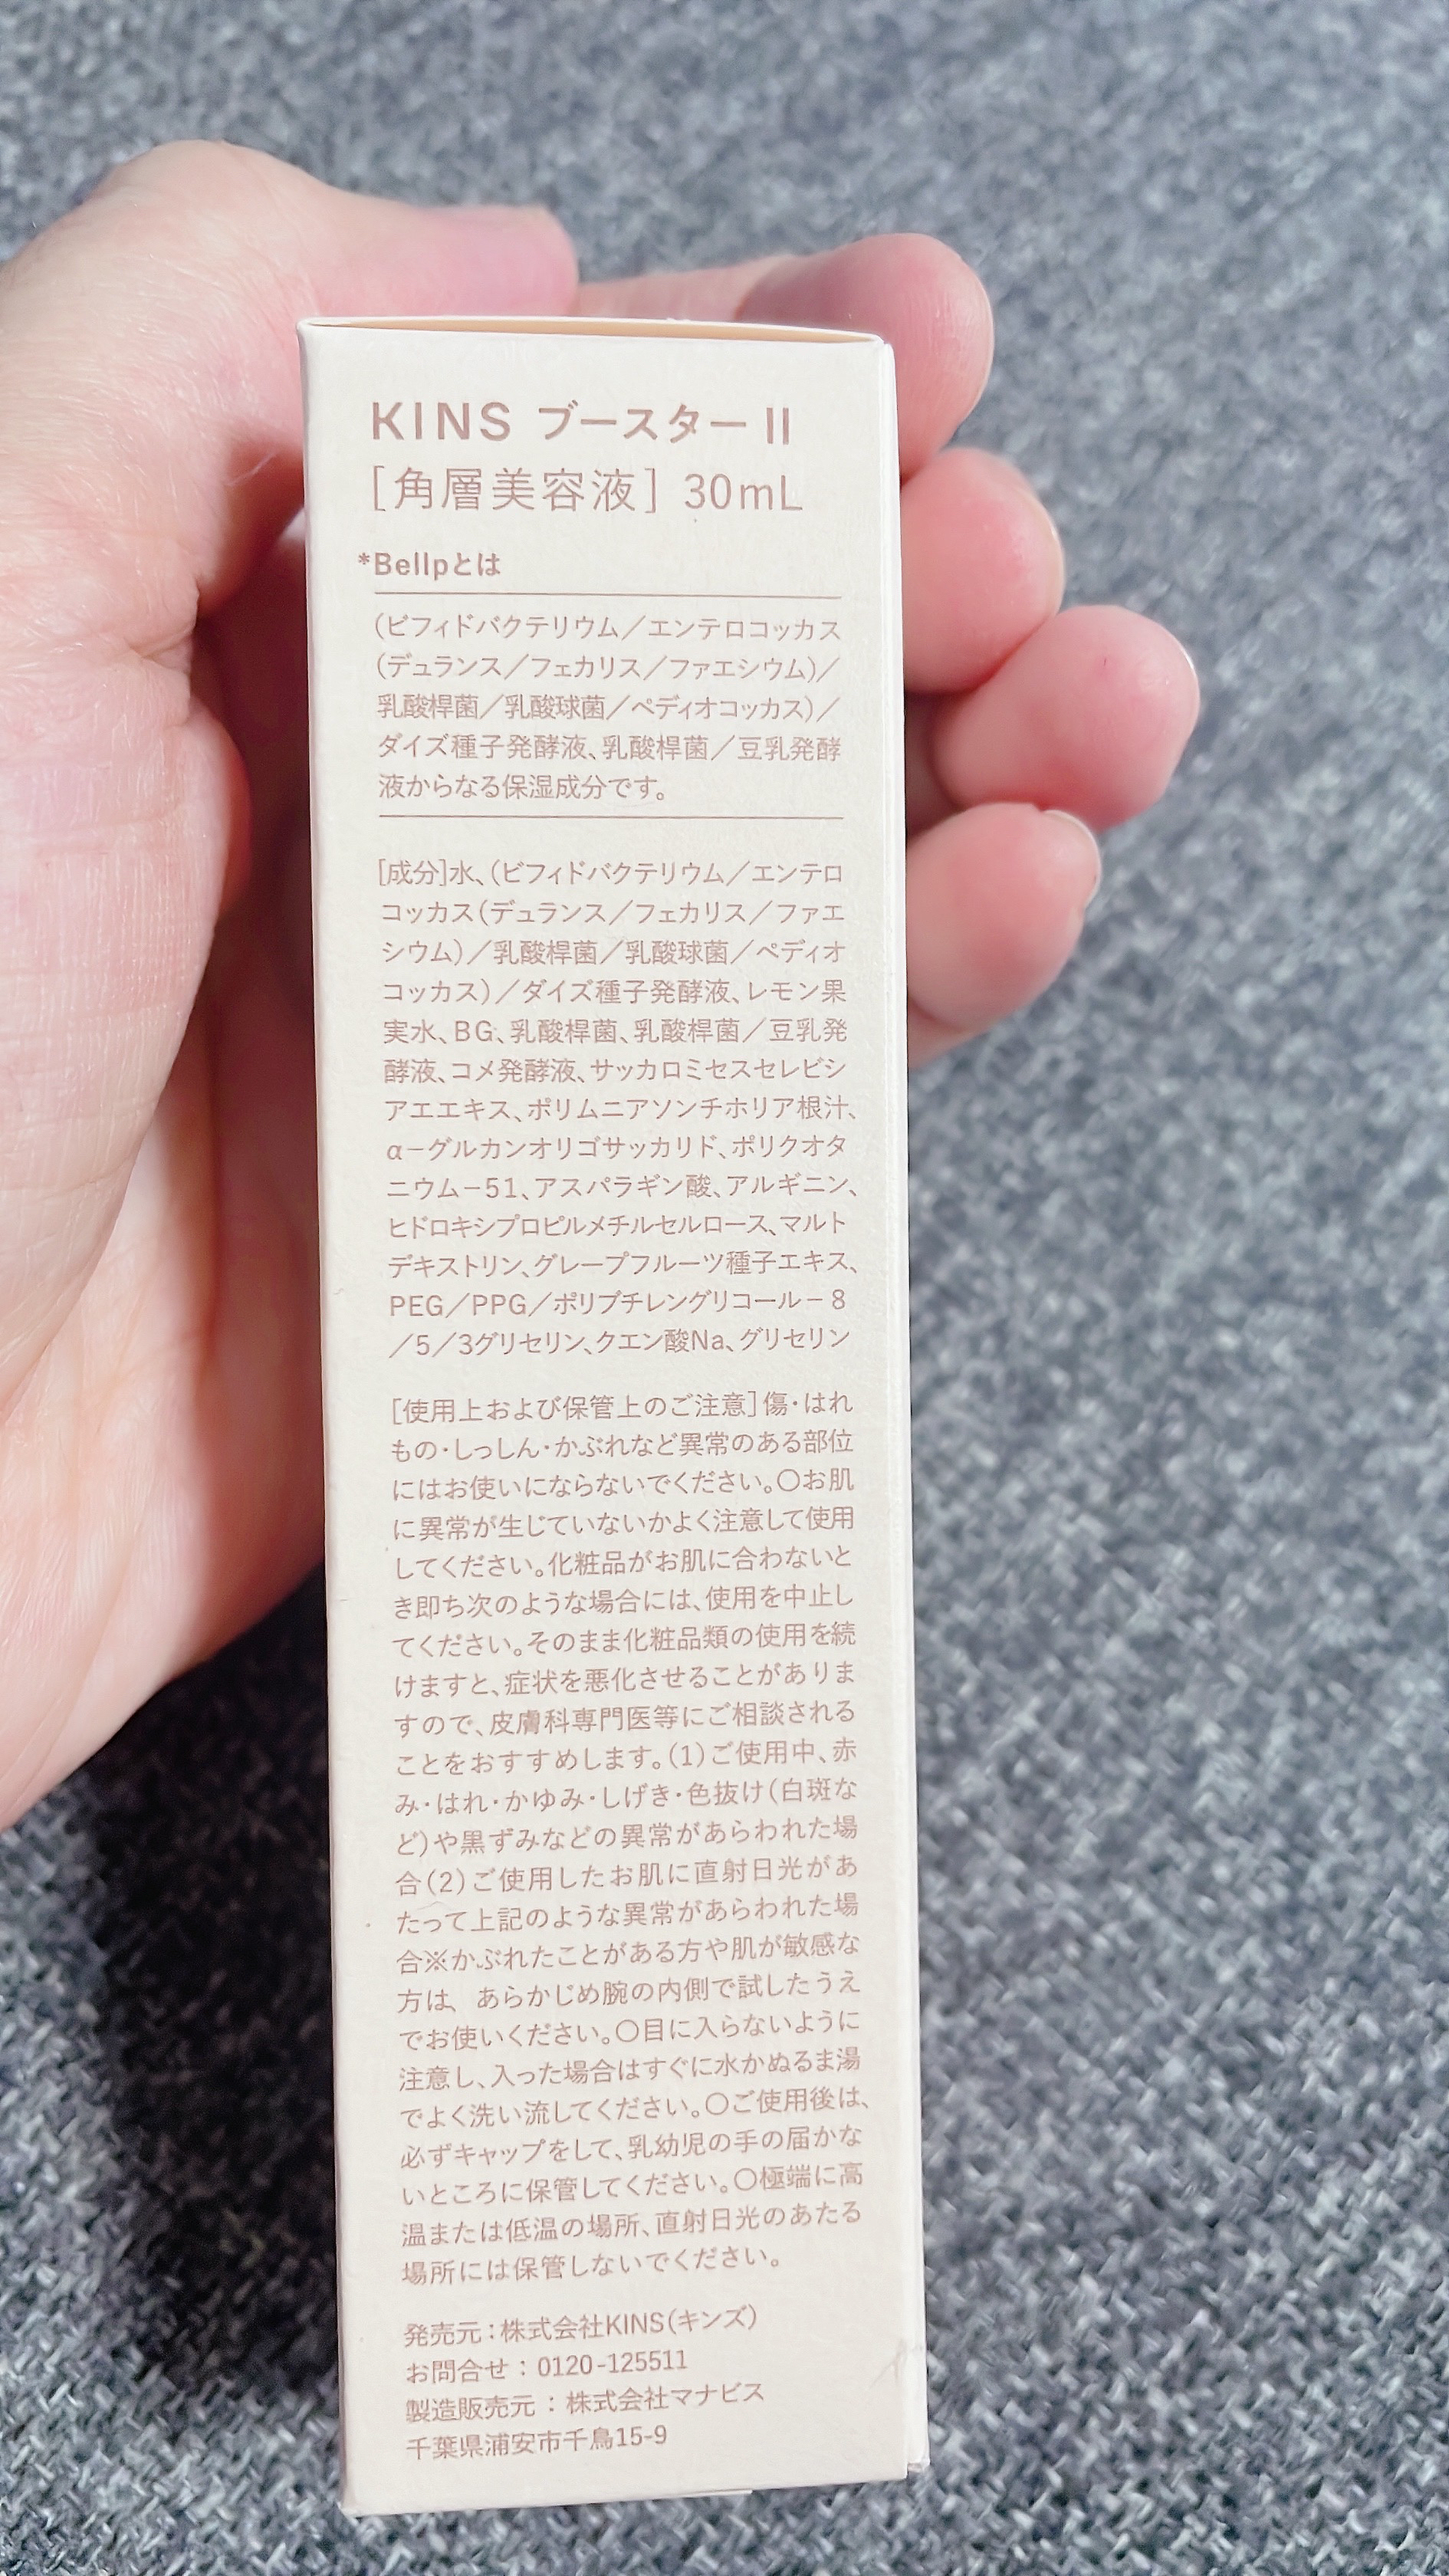 KINS ブースターII
[角層美容液] 30mL
*Bellpとは
(ビフィドバクテリウム／エンテロコッカス
(デュランス／フェカリス／ファエシウム)／
乳酸桿菌／乳酸球菌／ペディオコッカス)／
ダイズ種子発酵液、乳酸桿菌／豆乳発酵
液からなる保湿成分です。
[成分]水、(ビフィドバクテリウム／エンテロ
コッカス(デュランス／フェカリス／ファエ
シウム)／乳酸桿菌／乳酸球菌／ペディオ
コッカス)／ダイズ種子発酵液、レモン果
実水、BG、乳酸桿菌、乳酸桿菌／豆乳発
酵液、コメ発酵液、サッカロミセスセレビシ
アエエキス、ポリムニアソンチホリア根汁、
α−グルカンオリゴサッカリド、ポリクオタ
ニウム−51、アスパラギン酸、アルギニン、
ヒドロキシプロピルメチルセルロース、マルト
デキストリン、グレープフルーツ種子エキス、
PEG／PPG／ポリブチレングリコール−8
／5／3グリセリン、クエン酸Na、グリセリン
[使用上および保管上のご注意]傷・はれ
もの・しっしん・かぶれなど異常のある部位
にはお使いにならないでください。○お肌
に異常が生じていないかよく注意して使用
してください。化粧品がお肌に合わないと
き即ち次のような場合には、使用を中止し
てください。そのまま化粧品類の使用を続
けますと、症状を悪化させることがありま
すので、皮膚科専門医等にご相談される
ことをおすすめします。(1)ご使用中、赤
み・はれ・かゆみ・しげき・色抜け(白斑な
ど)や黒ずみなどの異常があらわれた場
合(2)ご使用したお肌に直射日光があ
たって上記のような異常があらわれた場
合※かぶれたことがある方や肌が敏感な
方は、あらかじめ腕の内側で試したうえ
でお使いください。○目に入らないように
注意し、入った場合はすぐに水かぬるま湯
でよく洗い流してください。○ご使用後は、
必ずキャップをして、乳幼児の手の届かな
いところに保管してください。○極端に高
温または低温の場所、直射日光のあたる
場所には保管しないでください。
発売元：株式会社KINS(キンズ)
お問合せ：0120-125511
製造販売元：株式会社マナビス
千葉県浦安市千鳥15-9